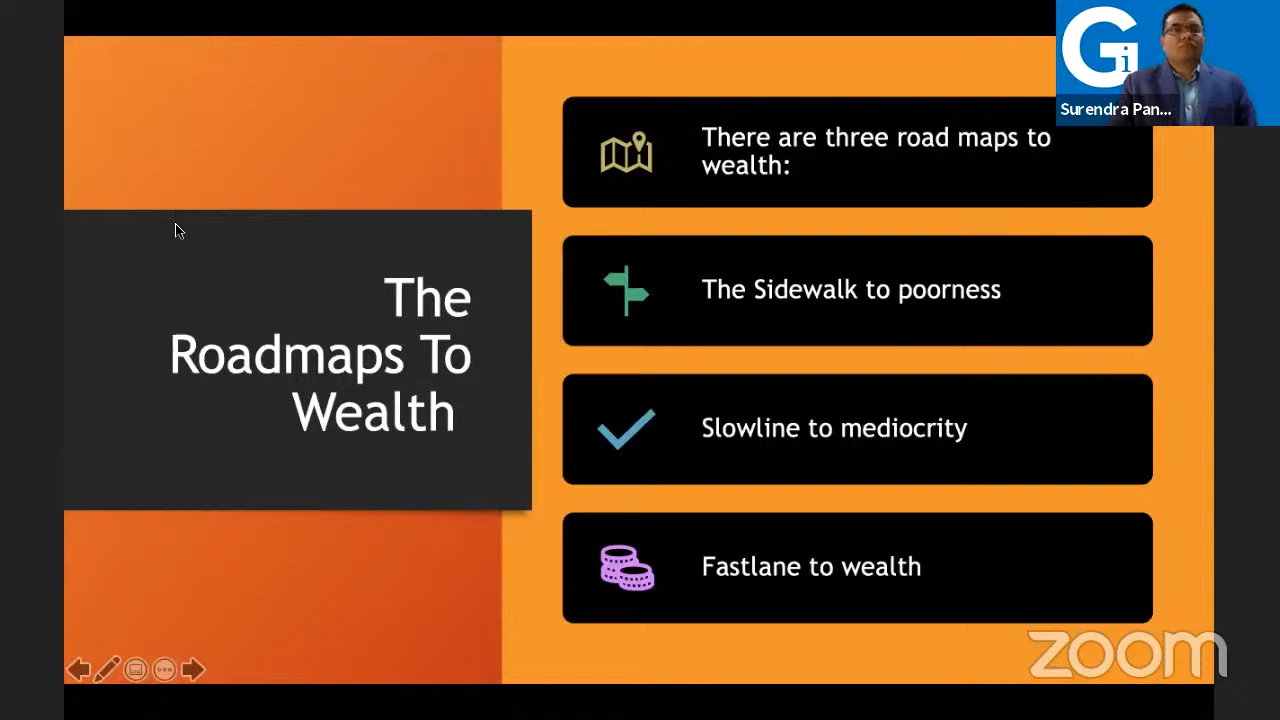 Gi
Surendra Pan...
The
Roadmaps To
Wealth
There are three road maps to
wealth:
The Sidewalk to poorness
Slowline to mediocrity
Fastlane to wealth
zoom